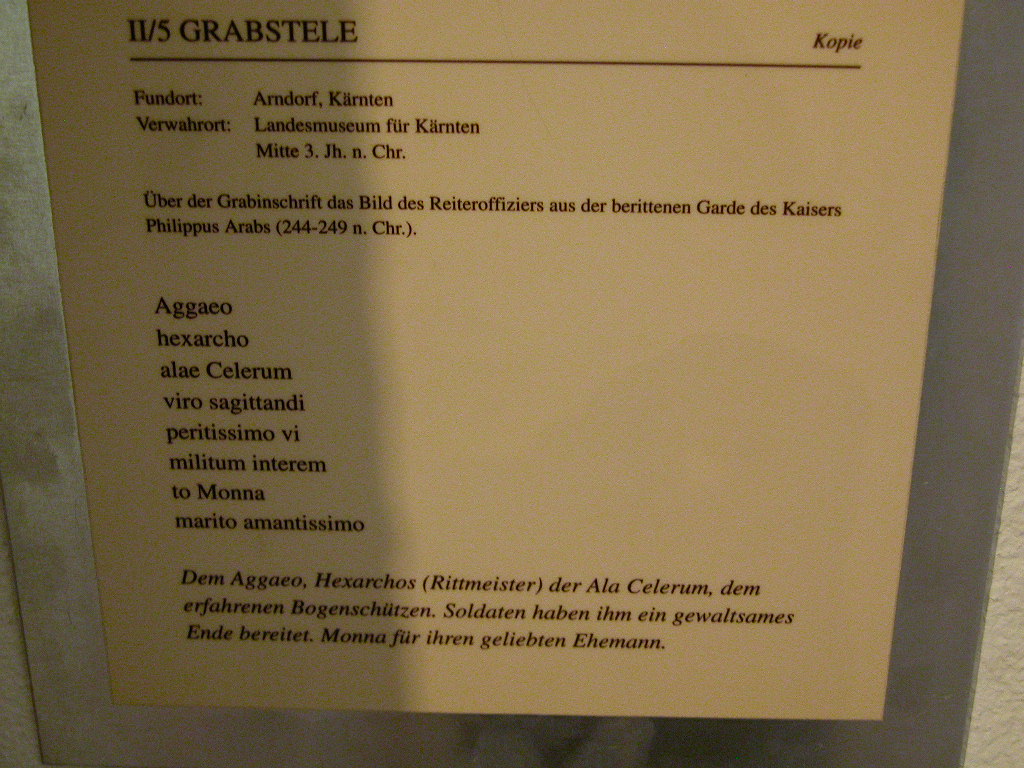 II/5 GRABSTELE
Kopie
Fundort: Arndorf, Kärnten
Verwahrort: Landesmuseum für Kärnten
Mitte 3. Jh. n. Chr.
Über der Grabinschrift das Bild des Reiteroffiziers aus der berittenen Garde des Kaisers
Philippus Arabs (244-249 n. Chr.).
Aggaeo
hexarcho
alae Celerum
viro sagittandi
peritissimo vi
militum interem
to Monna
marito amantissimo
Dem Aggaeo, Hexarchos (Rittmeister) der Ala Celerum, dem
erfahrenen Bogenschützen. Soldaten haben ihm ein gewaltsames
Ende bereitet. Monna für ihren geliebten Ehemann.